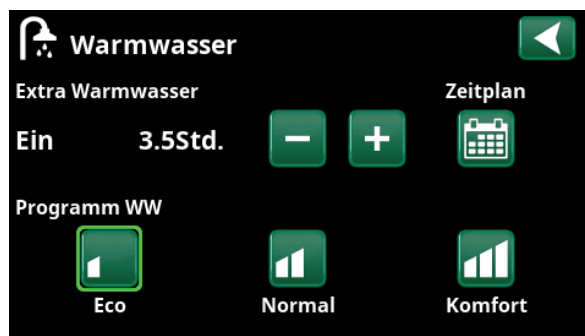 Warmwasser
Extra Warmwasser Zeitplan
Ein 3.5Std. − +
Programm WW
Eco Normal Komfort